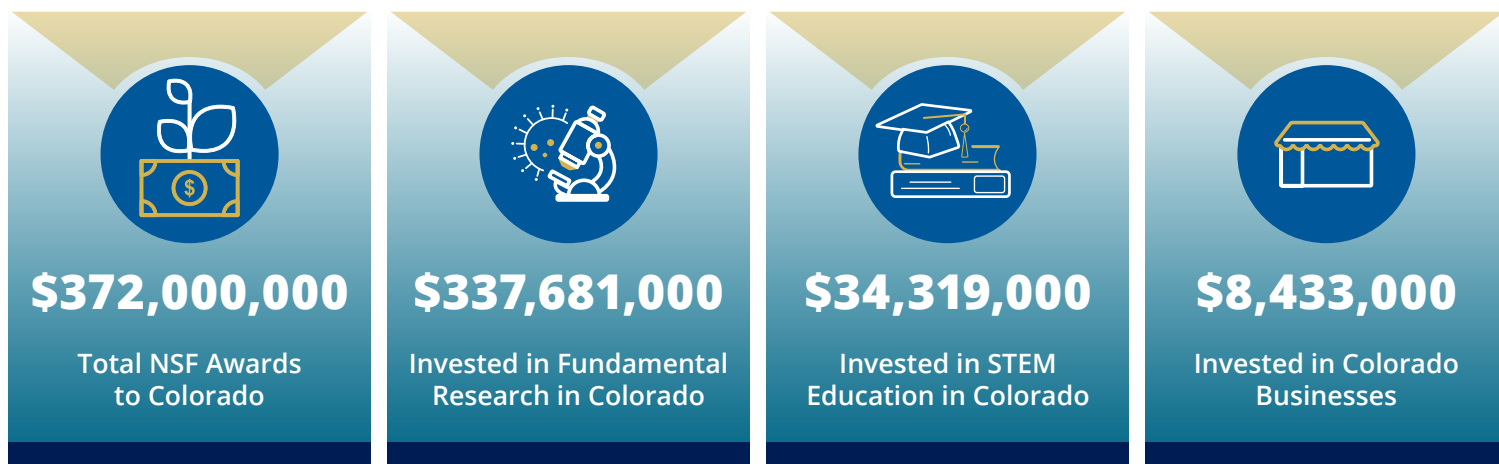 $
$372,000,000
Total NSF Awards
to Colorado
$337,681,000
Invested in Fundamental
Research in Colorado
$34,319,000
Invested in STEM
Education in Colorado
$8,433,000
Invested in Colorado
Businesses